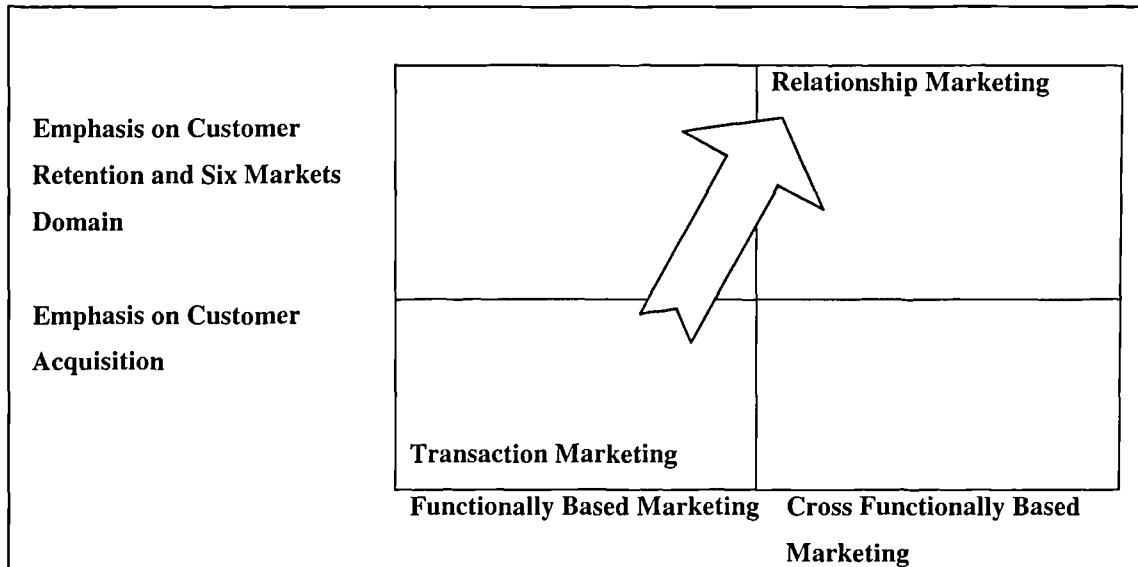 Relationship Marketing
Emphasis on Customer
Retention and Six Markets
Domain
Emphasis on Customer
Acquisition
Transaction Marketing
Functionally Based Marketing
Cross Functionally Based
Marketing